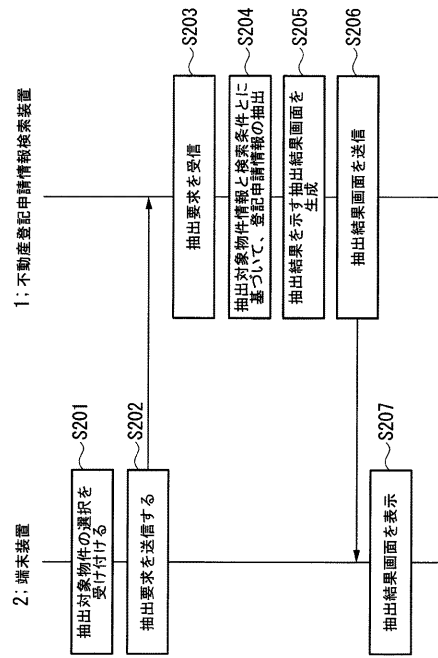 2；端末装置
1；不動産登記申請情報検索装置
抽出対象物件の選択を
受け付ける
S201
抽出要求を送信する
S202
抽出要求を受信
S203
抽出対象物件情報と検索条件とに
基づいて、登記申請情報の抽出
S204
抽出結果を示す抽出結果画面を
生成
S205
抽出結果画面を送信
S206
抽出結果画面を表示
S207